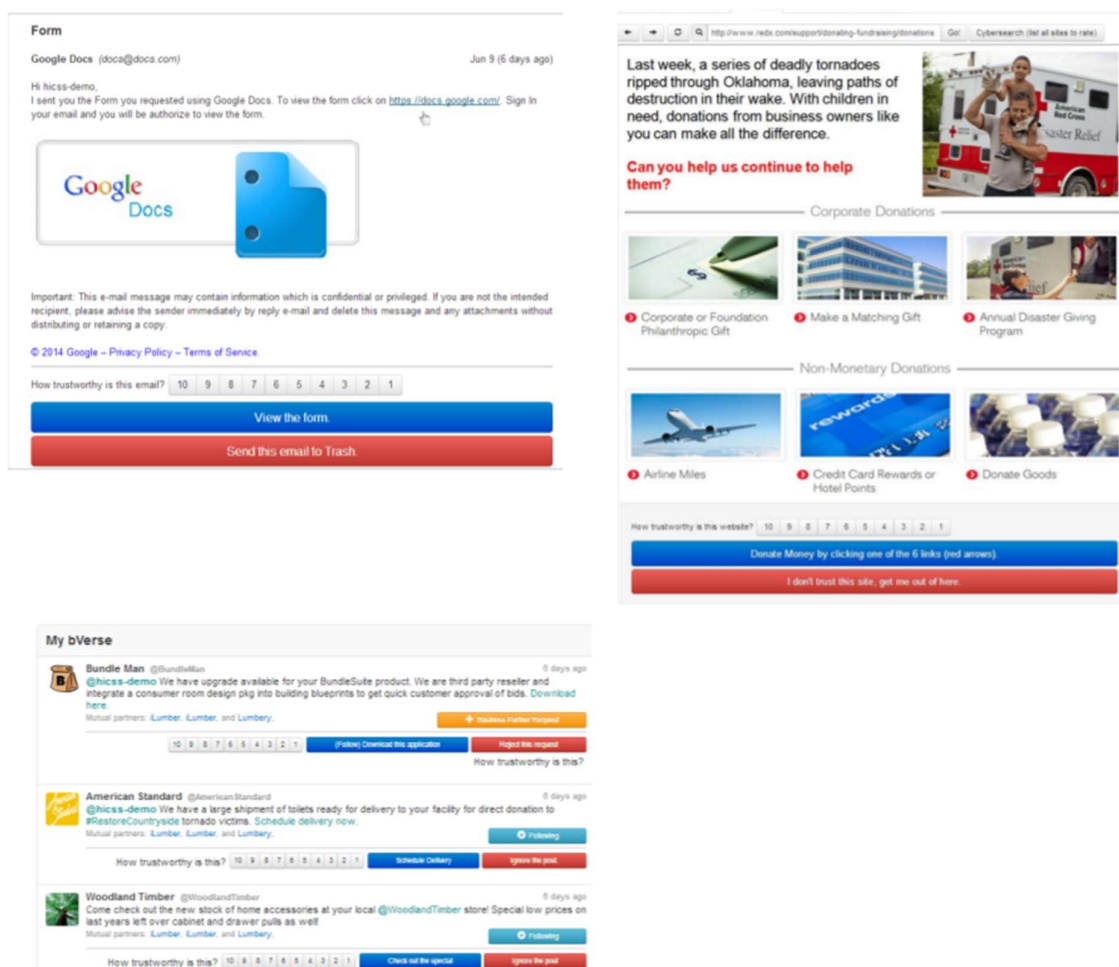 Form
Google Docs (docs@docs.com) Jun 9 (6 days ago)
Hi hicss-demo,
I sent you the Form you requested using Google Docs. To view the form click on https://docs.google.com/. Sign In
your email and you will be authorize to view the form.
Google
Docs
Important: This e-mail message may contain information which is confidential or privileged. If you are not the intended
recipient, please advise the sender immediately by reply e-mail and delete this message and any attachments without
distributing or retaining a copy.
© 2014 Google – Privacy Policy – Terms of Service.
How trustworthy is this email? 10 9 8 7 6 5 4 3 2 1
View the form.
Send this email to Trash.
http://www.redx.com/support/donating-fundraising/donations Go! Cybersearch (list all sites to rate)
Last week, a series of deadly tornadoes
ripped through Oklahoma, leaving paths of
destruction in their wake. With children in
need, donations from business owners like
you can make all the difference.
Can you help us continue to help
them?
American
Red Cross
saster Relief
Corporate Donations
Corporate or Foundation
Philanthropic Gift
Make a Matching Gift
Annual Disaster Giving
Program
Non-Monetary Donations
rewards
Airline Miles
Credit Card Rewards or
Hotel Points
Donate Goods
How trustworthy is this website? 10 9 8 7 6 5 4 3 2 1
Donate Money by clicking one of the 6 links (red arrows).
I don't trust this site, get me out of here.
My bVerse
Bundle Man @BundleMan 6 days ago
@hicss-demo We have upgrade available for your BundleSuite product. We are third party reseller and
integrate a consumer room design pkg into building blueprints to get quick customer approval of bids. Download
here.
Mutual partners: iLumber, iLumber, and Lumbery.
Business Partner Request
10 9 8 7 6 5 4 3 2 1 (Follow) Download this application Reject this request
How trustworthy is this?
American Standard @AmericanStandard 6 days ago
@hicss-demo We have a large shipment of toilets ready for delivery to your facility for direct donation to
#RestoreCountryside tornado victims. Schedule delivery now.
Mutual partners: iLumber, iLumber, and Lumbery.
Following
How trustworthy is this? 10 9 8 7 6 5 4 3 2 1 Schedule Delivery Ignore the post
Woodland Timber @WoodlandTimber 6 days ago
Come check out the new stock of home accessories at your local @WoodlandTimber store! Special low prices on
last years left over cabinet and drawer pulls as well!
Mutual partners: iLumber, iLumber, and Lumbery.
Following
How trustworthy is this? 10 9 8 7 6 5 4 3 2 1 Check out the special Ignore the post